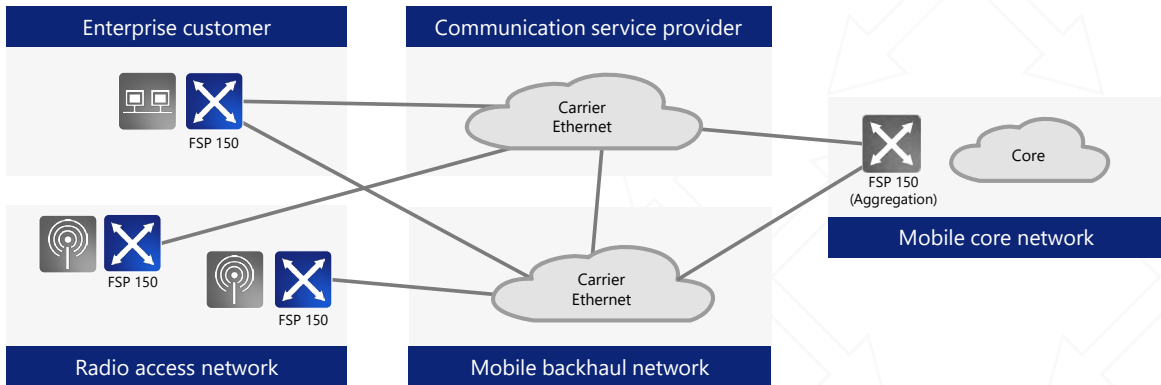 Enterprise customer
Communication service provider
FSP 150
Carrier
Ethernet
FSP 150
(Aggregation)
Core
Mobile core network
FSP 150
FSP 150
Carrier
Ethernet
Radio access network
Mobile backhaul network